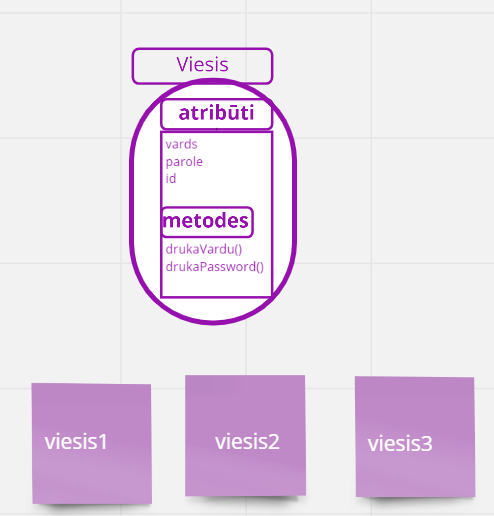 Viesis
atribūti
vards
parole
id
metodes
drukaVardu()
drukaPassword()
viesis1
viesis2
viesis3